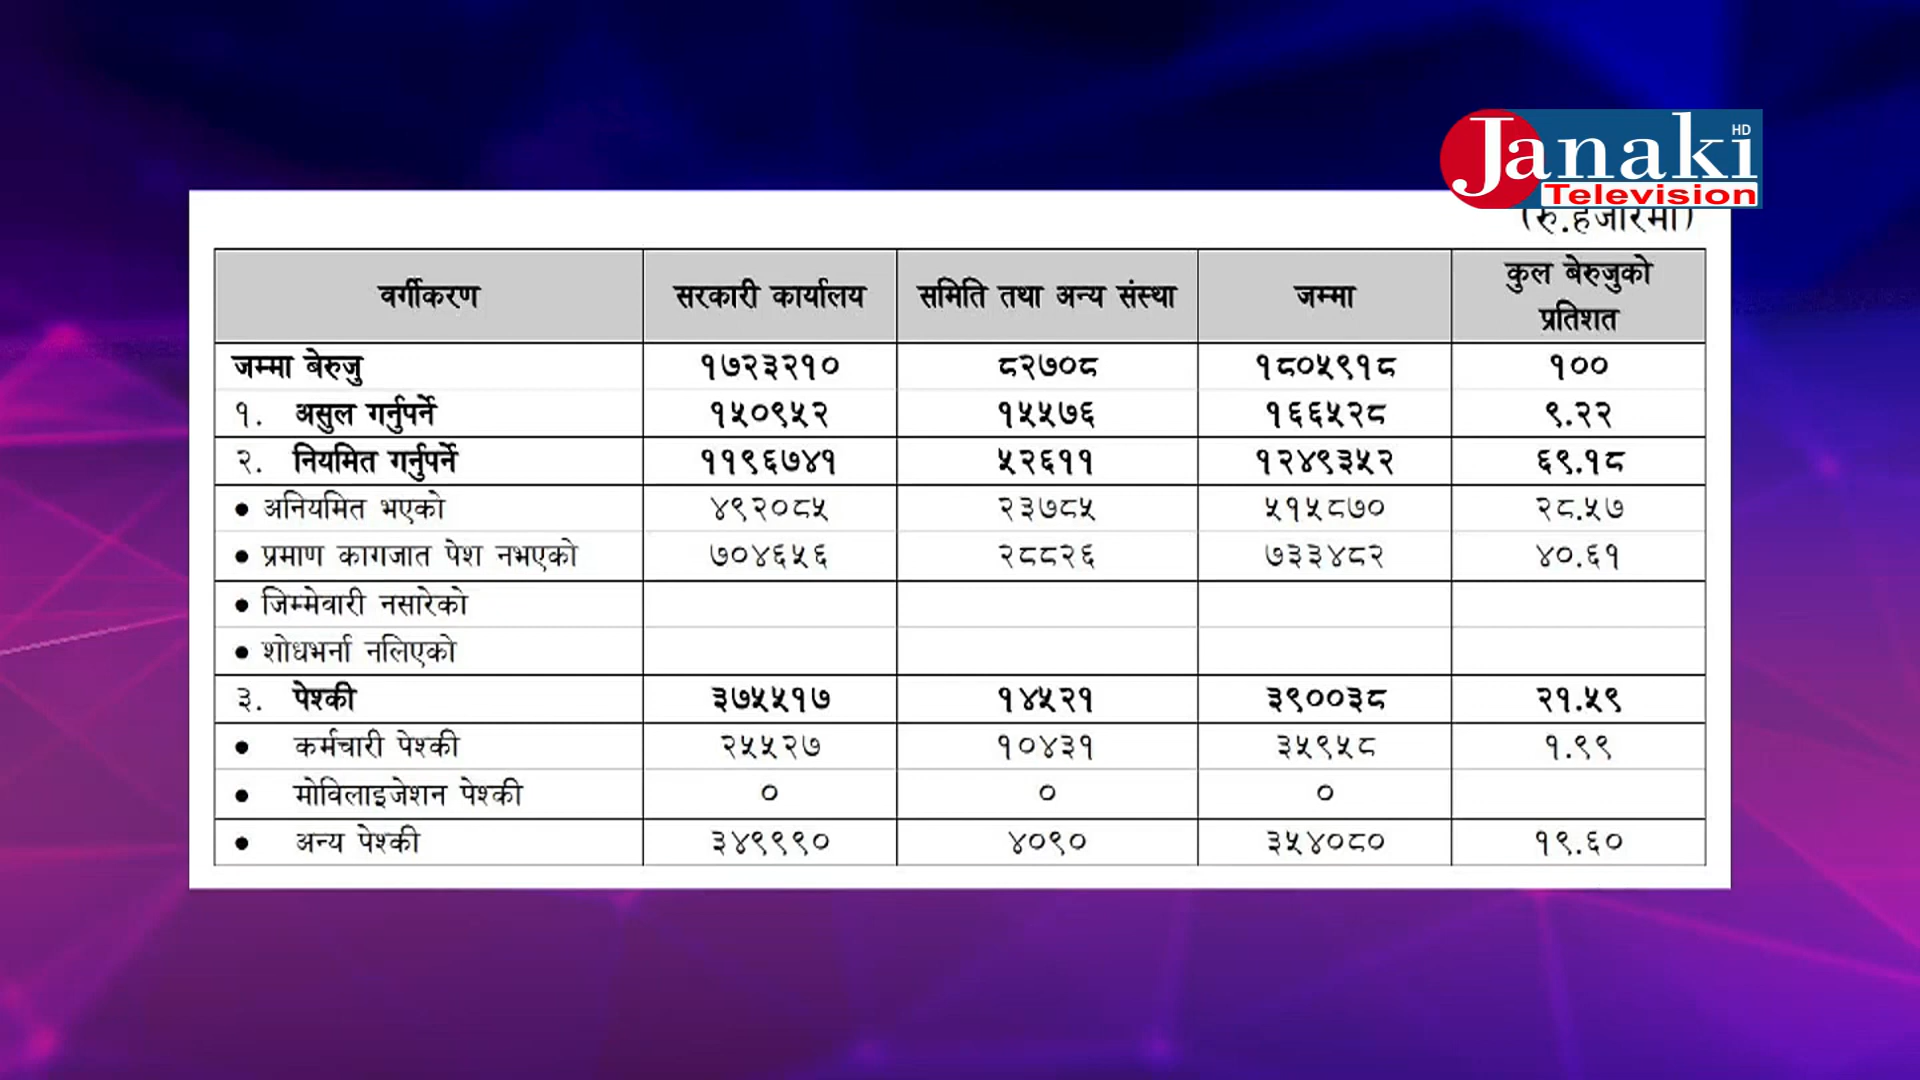 Janaki HD
Television
(रु.हजारमा)
वर्गीकरण सरकारी कार्यालय समिति तथा अन्य संस्था जम्मा कुल बेरुजुको
प्रतिशत
जम्मा बेरुजु १७२३२१० ८२७०८ १८०५९१८ १००
१. असुल गर्नुपर्ने १५०९५२ १५५७६ १६६५२८ ९.२२
२. नियमित गर्नुपर्ने ११९६७४१ ५२६११ १२४९३५२ ६९.१८
● अनियमित भएको ४९२०८५ २३७८५ ५१५८७० २८.५७
● प्रमाण कागजात पेश नभएको ७०४६५६ २८८२६ ७३३४८२ ४०.६१
● जिम्मेवारी नसारेको
● शोधभर्ना नलिएको
३. पेश्की ३७५५१७ १४५२१ ३९००३८ २१.५९
● कर्मचारी पेश्की २५५२७ १०४३१ ३५९५८ १.९९
● मोविलाइजेशन पेश्की ० ० ०
● अन्य पेश्की ३४९९९० ४०९० ३५४०८० १९.६०